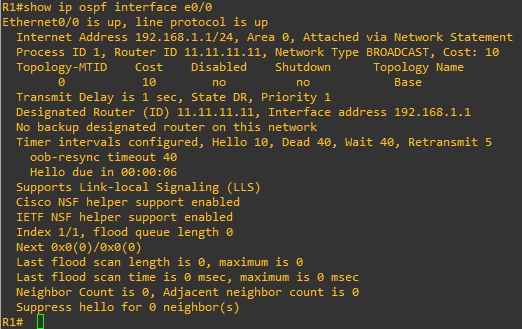 R1#show ip ospf interface e0/0
Ethernet0/0 is up, line protocol is up
Internet Address 192.168.1.1/24, Area 0, Attached via Network Statement
Process ID 1, Router ID 11.11.11.11, Network Type BROADCAST, Cost: 10
Topology-MTID Cost Disabled Shutdown Topology Name
0 10 no no Base
Transmit Delay is 1 sec, State DR, Priority 1
Designated Router (ID) 11.11.11.11, Interface address 192.168.1.1
No backup designated router on this network
Timer intervals configured, Hello 10, Dead 40, Wait 40, Retransmit 5
oob-resync timeout 40
Hello due in 00:00:06
Supports Link-local Signaling (LLS)
Cisco NSF helper support enabled
IETF NSF helper support enabled
Index 1/1, flood queue length 0
Next 0x0(0)/0x0(0)
Last flood scan length is 0, maximum is 0
Last flood scan time is 0 msec, maximum is 0 msec
Neighbor Count is 0, Adjacent neighbor count is 0
Suppress hello for 0 neighbor(s)
R1#